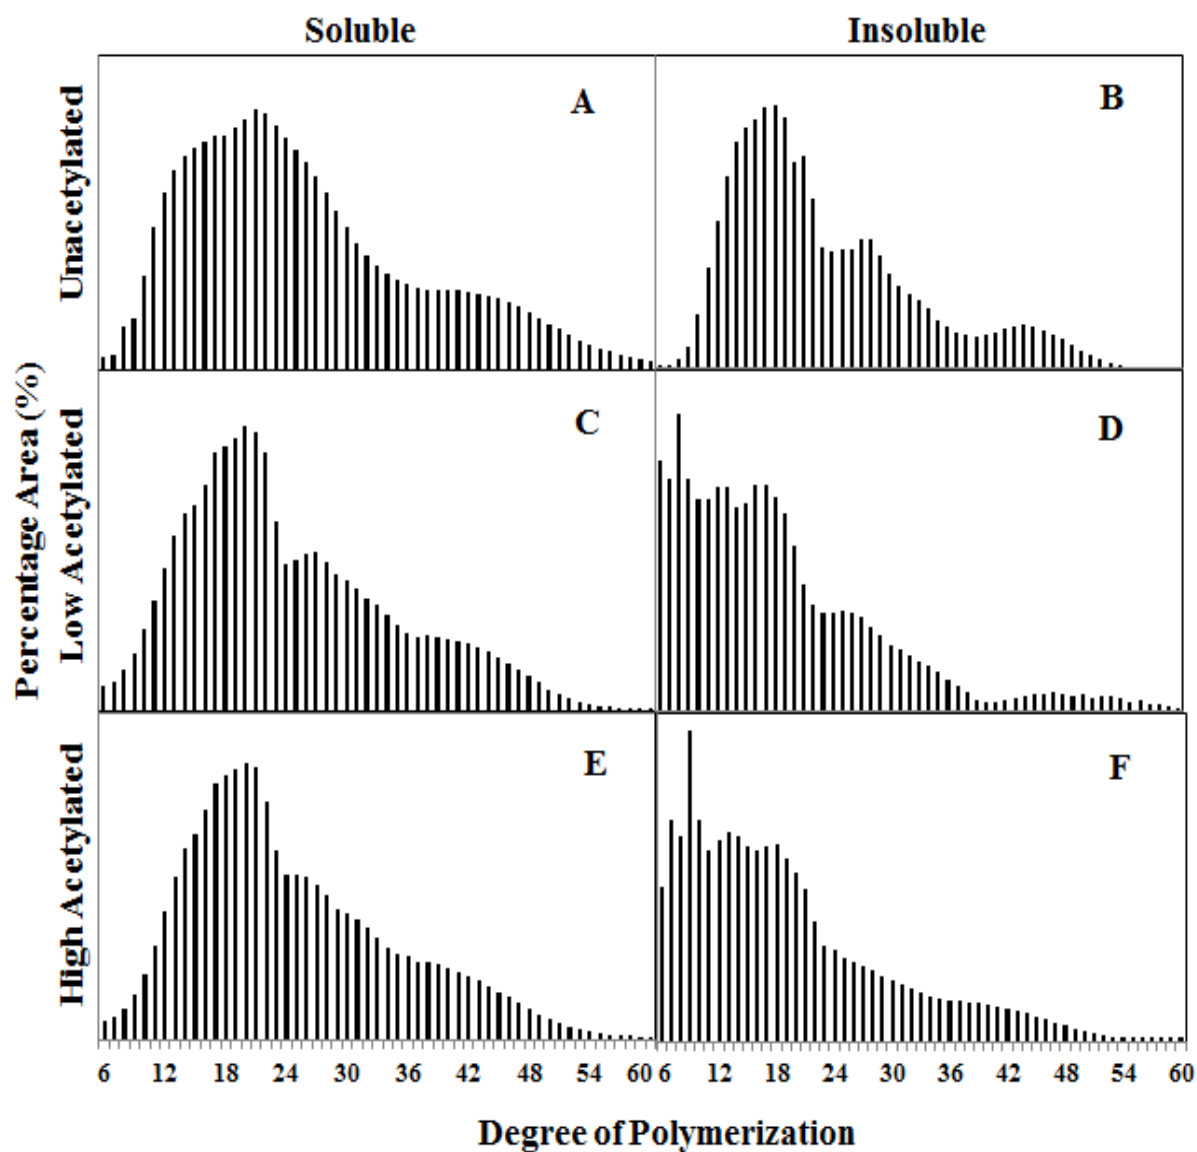 Soluble Insoluble
A B
Unacetylated
C D
Low Acetylated
Percentage Area (%)
E F
High Acetylated
6 12 18 24 30 36 42 48 54 60 6 12 18 24 30 36 42 48 54 60
Degree of Polymerization